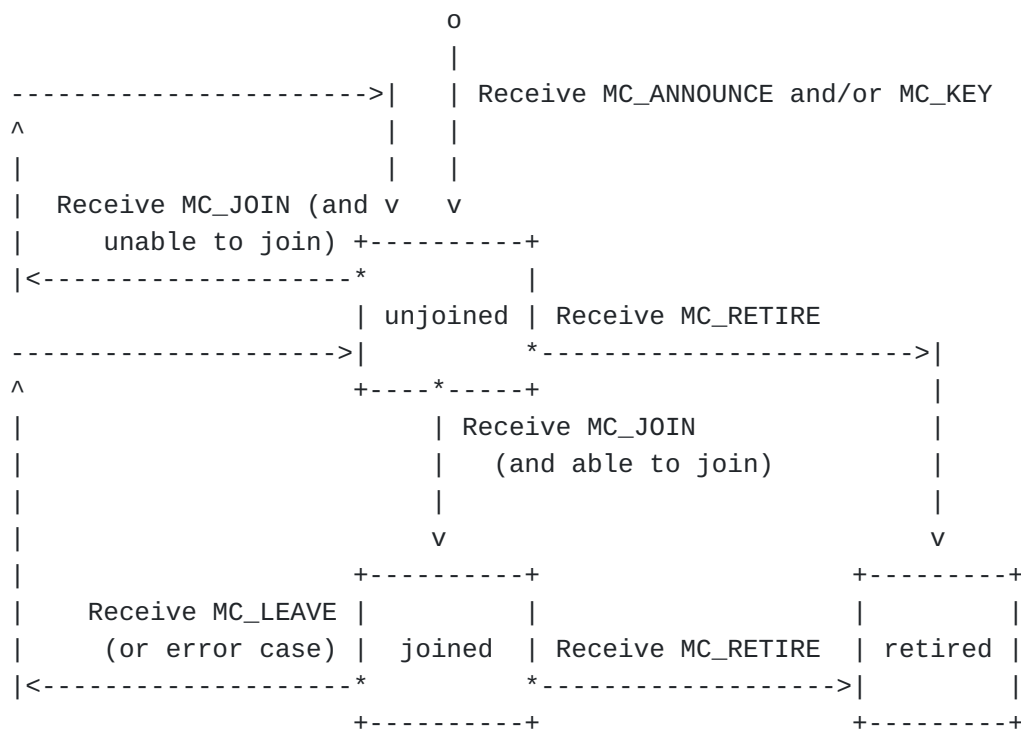 o
Receive MC_ANNOUNCE and/or MC_KEY
Receive MC_JOIN (and
unable to join)
unjoined
Receive MC_RETIRE
Receive MC_JOIN
(and able to join)
Receive MC_LEAVE
(or error case)
joined
Receive MC_RETIRE
retired